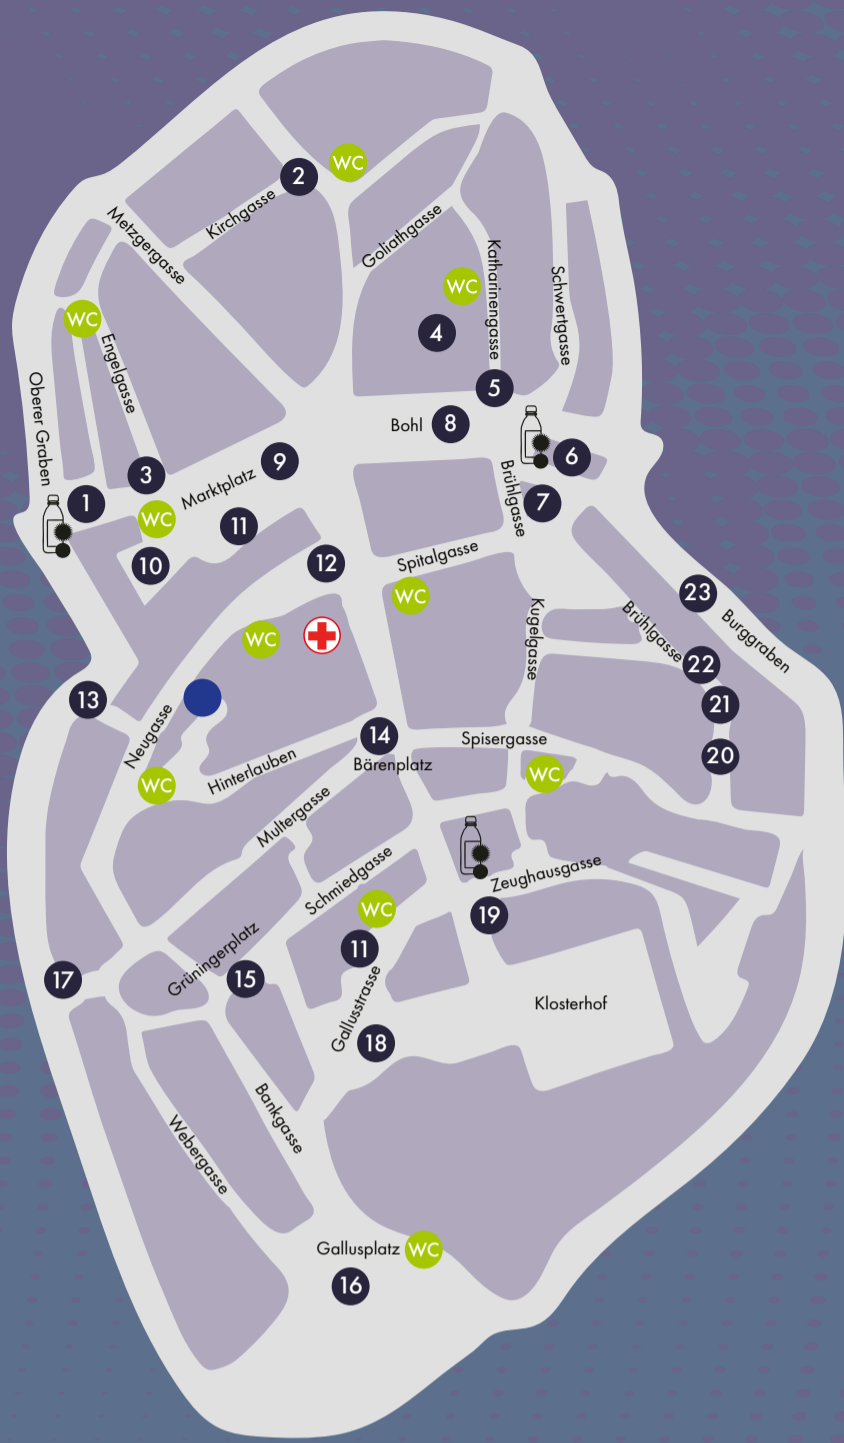 WC
2
Kirchgasse
Metzgergasse
Goliathgasse
Katharinengasse
Schwertgasse
WC
4
WC
Engelgasse
Oberer Graben
5
Bohl
8
6
9
3
Marktplatz
1
WC
11
7
Brühlgasse
10
12
Spitalgasse
WC
23
Burggraben
Kugelgasse
Brühlgasse
WC
22
13
21
Neugasse
14
Spisergasse
20
Bärenplatz
WC
Hinterlauben
WC
Multergasse
Schmiedgasse
Zeughausgasse
WC
19
11
Grüningerplatz
17
15
Gallusstrasse
Klosterhof
18
Bankgasse
Webergasse
Gallusplatz
WC
16